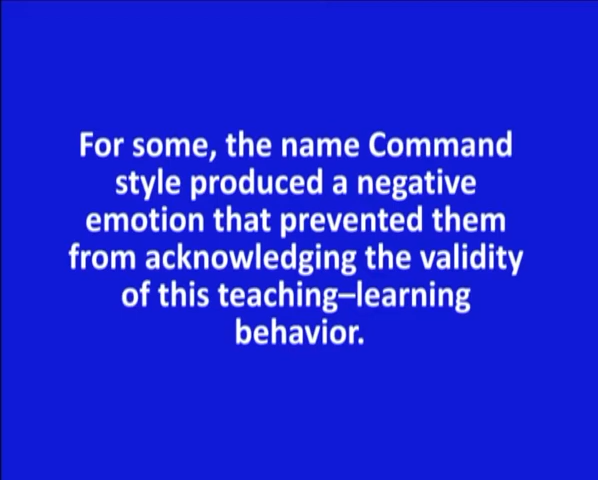 For some, the name Command
style produced a negative
emotion that prevented them
from acknowledging the validity
of this teaching–learning
behavior.